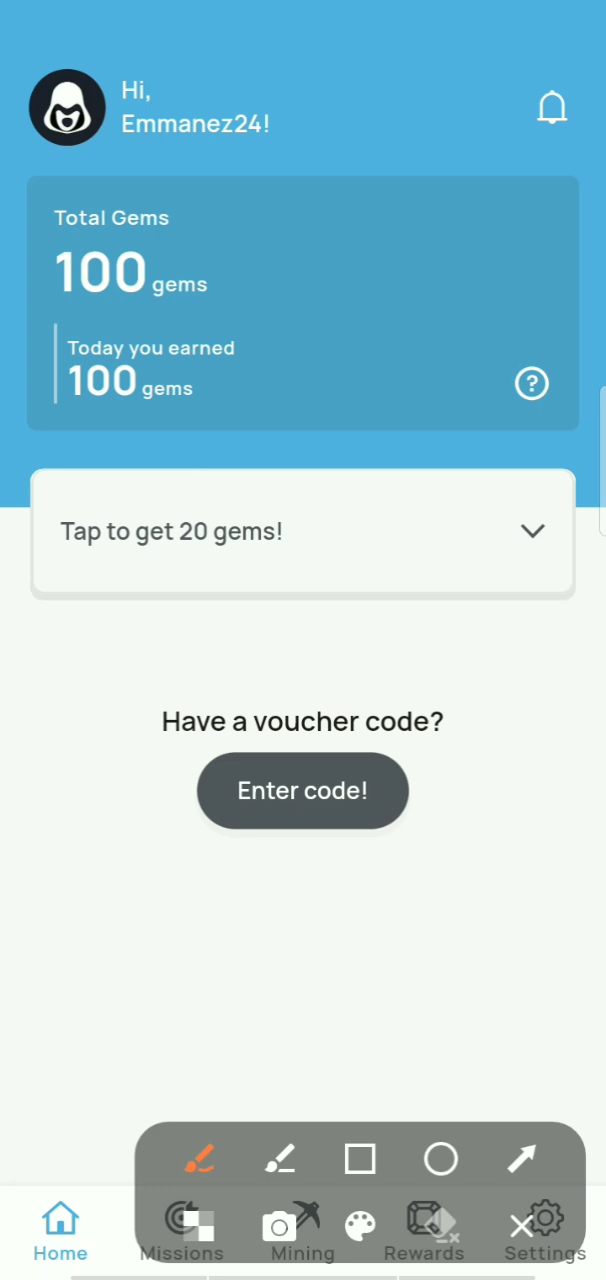 Hi,
Emmanez24!
Total Gems
100 gems
Today you earned
100 gems
?
Tap to get 20 gems!
Have a voucher code?
Enter code!
Home Missions Mining Rewards Settings